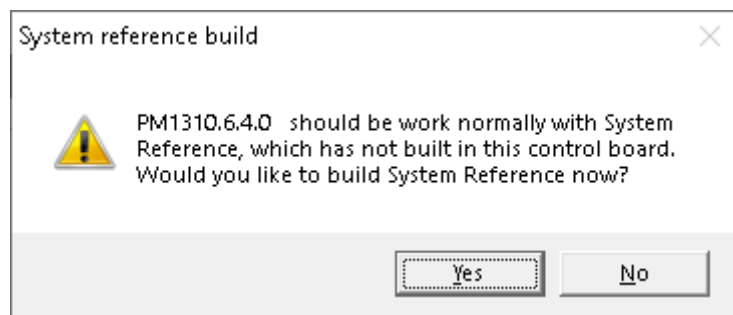 System reference build
PM1310.6.4.0 should be work normally with System
Reference, which has not built in this control board.
Would you like to build System Reference now?
Yes
No